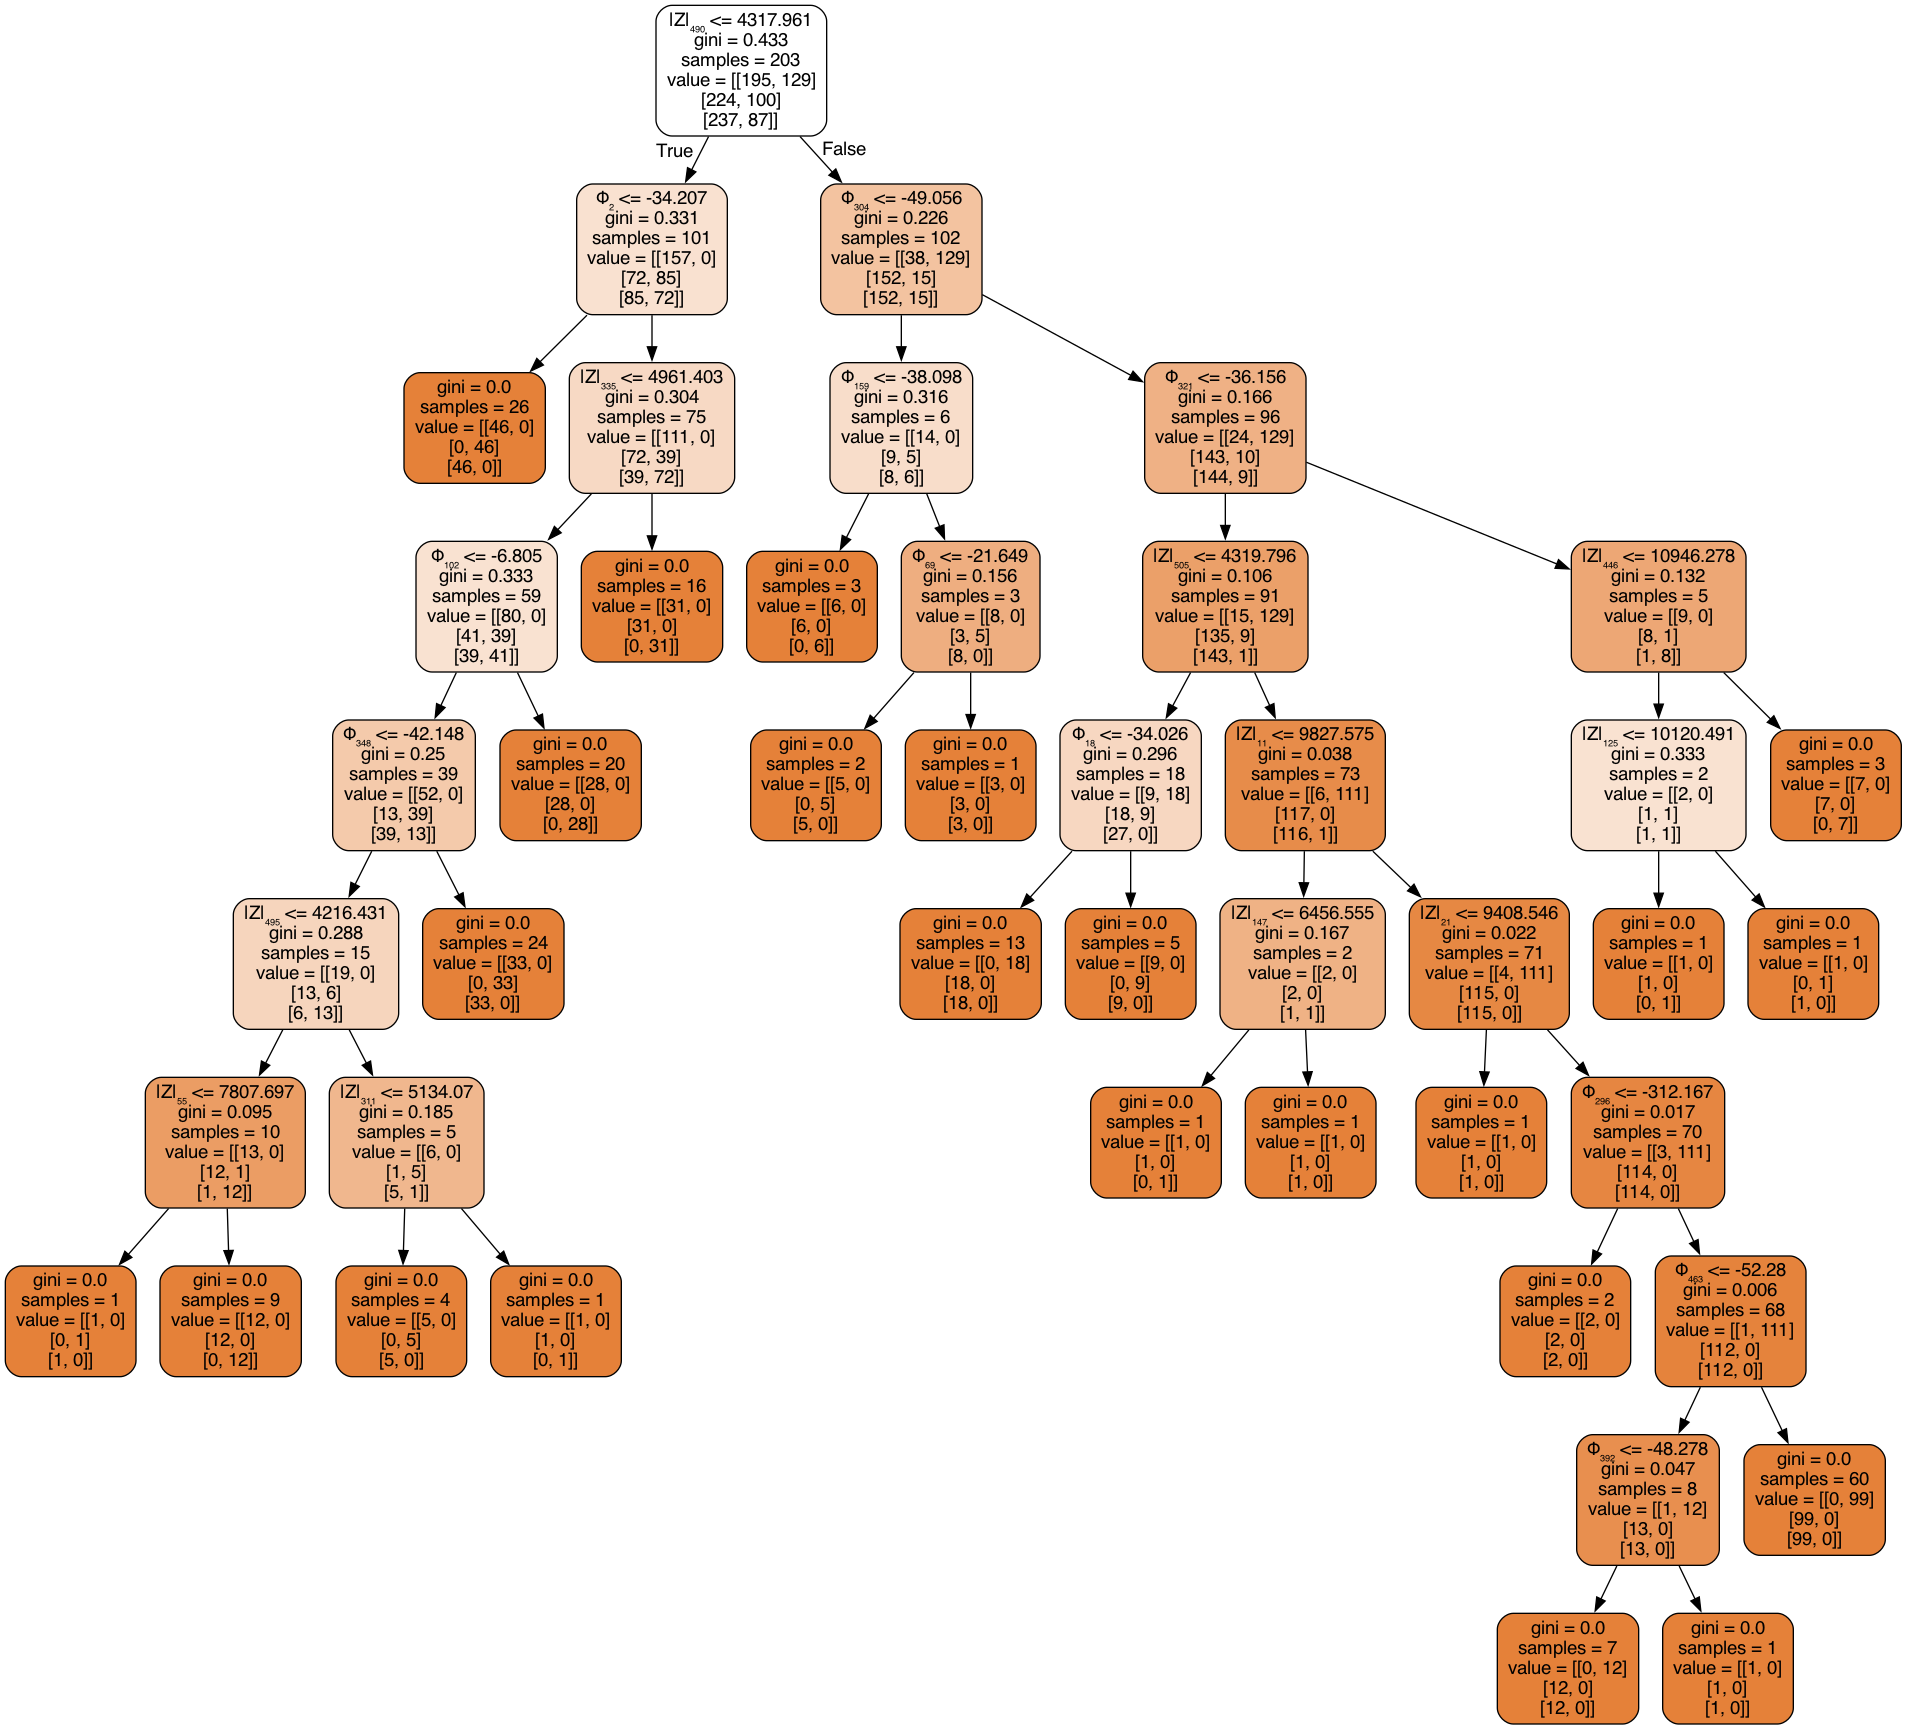 |Z|₄₉₀ <= 4317.961
gini = 0.433
samples = 203
value = [[195, 129]
[224, 100]
[237, 87]]
True
False
Φ₂ <= -34.207
gini = 0.331
samples = 101
value = [[157, 0]
[72, 85]
[85, 72]]
Φ₃₀₄ <= -49.056
gini = 0.226
samples = 102
value = [[38, 129]
[152, 15]
[152, 15]]
gini = 0.0
samples = 26
value = [[46, 0]
[0, 46]
[46, 0]]
|Z|₃₃₅ <= 4961.403
gini = 0.304
samples = 75
value = [[111, 0]
[72, 39]
[39, 72]]
Φ₁₅₉ <= -38.098
gini = 0.316
samples = 6
value = [[14, 0]
[9, 5]
[8, 6]]
Φ₃₂₁ <= -36.156
gini = 0.166
samples = 96
value = [[24, 129]
[143, 10]
[144, 9]]
Φ₁₀₂ <= -6.805
gini = 0.333
samples = 59
value = [[80, 0]
[41, 39]
[39, 41]]
gini = 0.0
samples = 16
value = [[31, 0]
[31, 0]
[0, 31]]
gini = 0.0
samples = 3
value = [[6, 0]
[6, 0]
[0, 6]]
Φ₆₉ <= -21.649
gini = 0.156
samples = 3
value = [[8, 0]
[3, 5]
[8, 0]]
|Z|₅₀₅ <= 4319.796
gini = 0.106
samples = 91
value = [[15, 129]
[135, 9]
[143, 1]]
|Z|₄₄₆ <= 10946.278
gini = 0.132
samples = 5
value = [[9, 0]
[8, 1]
[1, 8]]
Φ₃₄₈ <= -42.148
gini = 0.25
samples = 39
value = [[52, 0]
[13, 39]
[39, 13]]
gini = 0.0
samples = 20
value = [[28, 0]
[28, 0]
[0, 28]]
gini = 0.0
samples = 2
value = [[5, 0]
[0, 5]
[5, 0]]
gini = 0.0
samples = 1
value = [[3, 0]
[3, 0]
[3, 0]]
Φ₁₈ <= -34.026
gini = 0.296
samples = 18
value = [[9, 18]
[18, 9]
[27, 0]]
|Z|₁₁ <= 9827.575
gini = 0.038
samples = 73
value = [[6, 111]
[117, 0]
[116, 1]]
|Z|₁₂₅ <= 10120.491
gini = 0.333
samples = 2
value = [[2, 0]
[1, 1]
[1, 1]]
gini = 0.0
samples = 3
value = [[7, 0]
[7, 0]
[0, 7]]
|Z|₄₉₅ <= 4216.431
gini = 0.288
samples = 15
value = [[19, 0]
[13, 6]
[6, 13]]
gini = 0.0
samples = 24
value = [[33, 0]
[0, 33]
[33, 0]]
gini = 0.0
samples = 13
value = [[0, 18]
[18, 0]
[18, 0]]
gini = 0.0
samples = 5
value = [[9, 0]
[0, 9]
[9, 0]]
|Z|₁₄₇ <= 6456.555
gini = 0.167
samples = 2
value = [[2, 0]
[2, 0]
[1, 1]]
|Z|₂₁ <= 9408.546
gini = 0.022
samples = 71
value = [[4, 111]
[115, 0]
[115, 0]]
gini = 0.0
samples = 1
value = [[1, 0]
[1, 0]
[0, 1]]
gini = 0.0
samples = 1
value = [[1, 0]
[0, 1]
[1, 0]]
|Z|₅₅ <= 7807.697
gini = 0.095
samples = 10
value = [[13, 0]
[12, 1]
[1, 12]]
|Z|₃₁₁ <= 5134.07
gini = 0.185
samples = 5
value = [[6, 0]
[1, 5]
[5, 1]]
gini = 0.0
samples = 1
value = [[1, 0]
[1, 0]
[0, 1]]
gini = 0.0
samples = 1
value = [[1, 0]
[1, 0]
[1, 0]]
gini = 0.0
samples = 1
value = [[1, 0]
[1, 0]
[1, 0]]
Φ₂₉₆ <= -312.167
gini = 0.017
samples = 70
value = [[3, 111]
[114, 0]
[114, 0]]
gini = 0.0
samples = 1
value = [[1, 0]
[0, 1]
[1, 0]]
gini = 0.0
samples = 9
value = [[12, 0]
[12, 0]
[0, 12]]
gini = 0.0
samples = 4
value = [[5, 0]
[0, 5]
[5, 0]]
gini = 0.0
samples = 1
value = [[1, 0]
[1, 0]
[0, 1]]
gini = 0.0
samples = 2
value = [[2, 0]
[2, 0]
[2, 0]]
Φ₄₆₃ <= -52.28
gini = 0.006
samples = 68
value = [[1, 111]
[112, 0]
[112, 0]]
Φ₃₉₂ <= -48.278
gini = 0.047
samples = 8
value = [[1, 12]
[13, 0]
[13, 0]]
gini = 0.0
samples = 60
value = [[0, 99]
[99, 0]
[99, 0]]
gini = 0.0
samples = 7
value = [[0, 12]
[12, 0]
[12, 0]]
gini = 0.0
samples = 1
value = [[1, 0]
[1, 0]
[1, 0]]